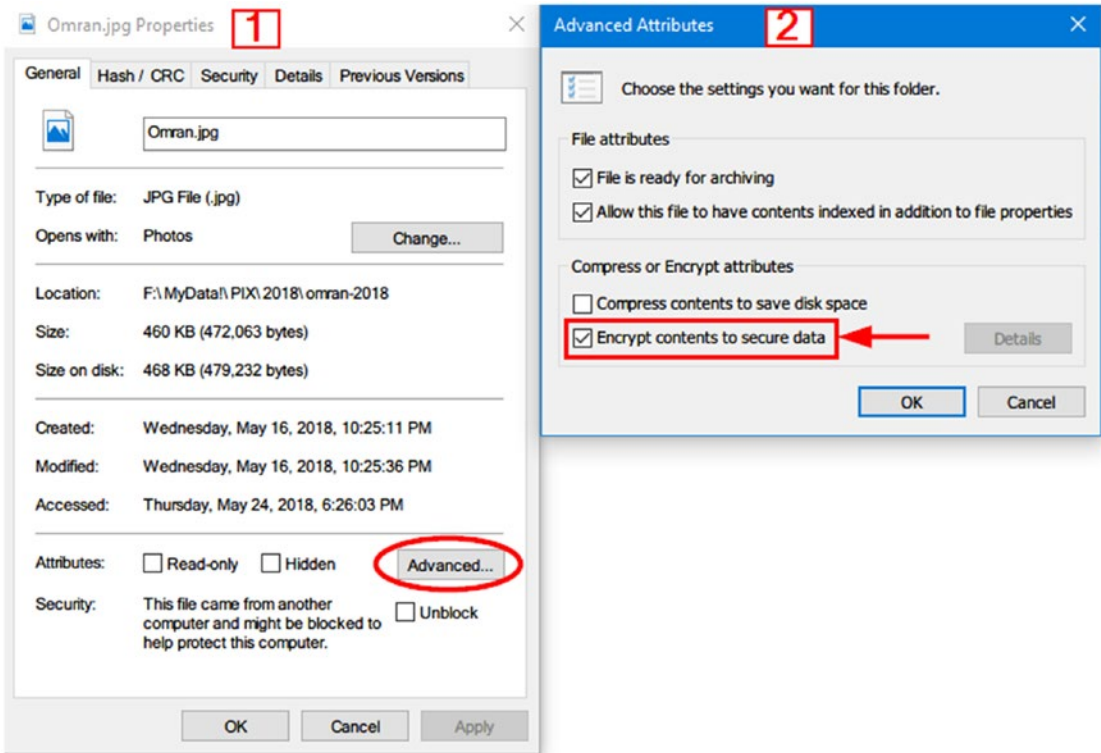 Omran.jpg Properties
1
General Hash / CRC Security Details Previous Versions
Omran.jpg
Type of file: JPG File (.jpg)
Opens with: Photos Change...
Location: F:\MyData!\PIX\2018\omran-2018
Size: 460 KB (472,063 bytes)
Size on disk: 468 KB (479,232 bytes)
Created: Wednesday, May 16, 2018, 10:25:11 PM
Modified: Wednesday, May 16, 2018, 10:25:36 PM
Accessed: Thursday, May 24, 2018, 6:26:03 PM
Attributes: Read-only Hidden Advanced...
Security: This file came from another
computer and might be blocked to
help protect this computer.
Unblock
OK Cancel Apply
Advanced Attributes
2
Choose the settings you want for this folder.
File attributes
File is ready for archiving
Allow this file to have contents indexed in addition to file properties
Compress or Encrypt attributes
Compress contents to save disk space
Encrypt contents to secure data Details
OK Cancel